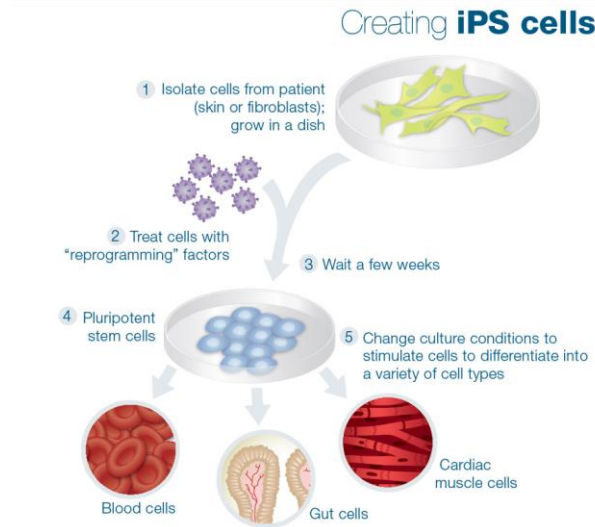 Creating iPS cells
1 Isolate cells from patient
(skin or fibroblasts);
grow in a dish
2 Treat cells with
“reprogramming” factors
3 Wait a few weeks
4 Pluripotent
stem cells
5 Change culture conditions to
stimulate cells to differentiate into
a variety of cell types
Blood cells
Gut cells
Cardiac
muscle cells